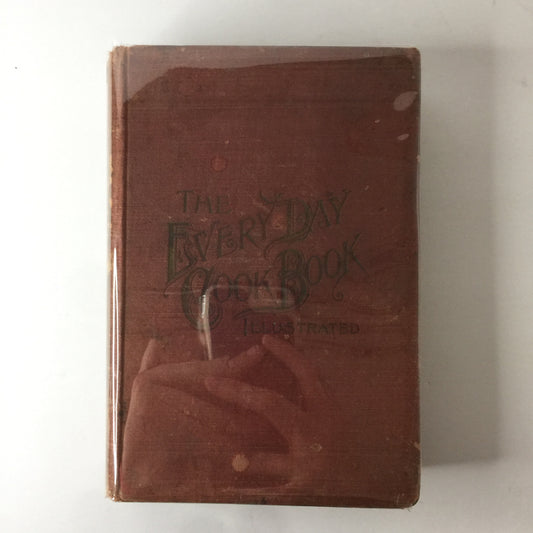 THE
EVERY DAY
COOK BOOK
ILLUSTRATED